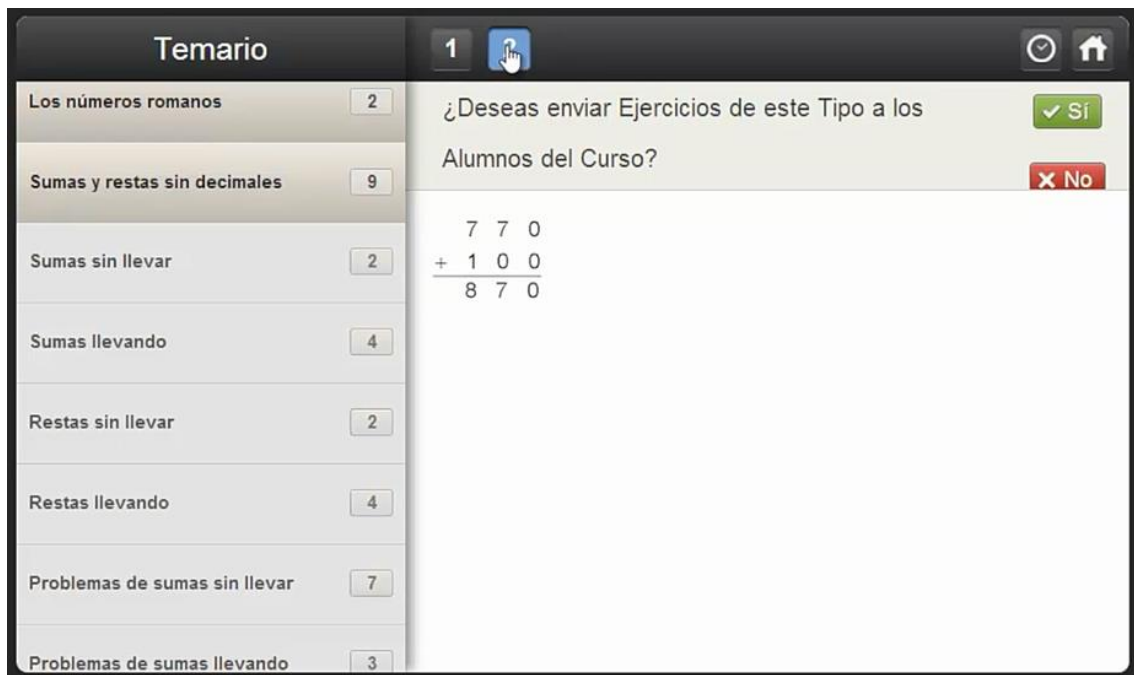 Temario
1
Los números romanos 2
Sumas y restas sin decimales 9
Sumas sin llevar 2
Sumas llevando 4
Restas sin llevar 2
Restas llevando 4
Problemas de sumas sin llevar 7
Problemas de sumas llevando 3
¿Deseas enviar Ejercicios de este Tipo a los
Alumnos del Curso?
Sí
No
7 7 0
+ 1 0 0
8 7 0